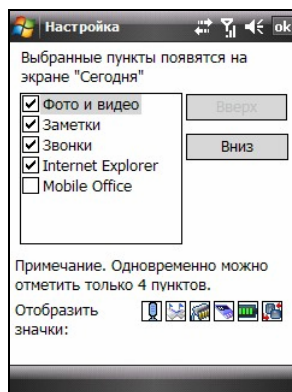 Настройка
ok
Выбранные пункты появятся на
экране "Сегодня"
Фото и видео
Вверх
Заметки
Звонки
Вниз
Internet Explorer
Mobile Office
Примечание. Одновременно можно
отметить только 4 пунктов.
Отобразить
значки: